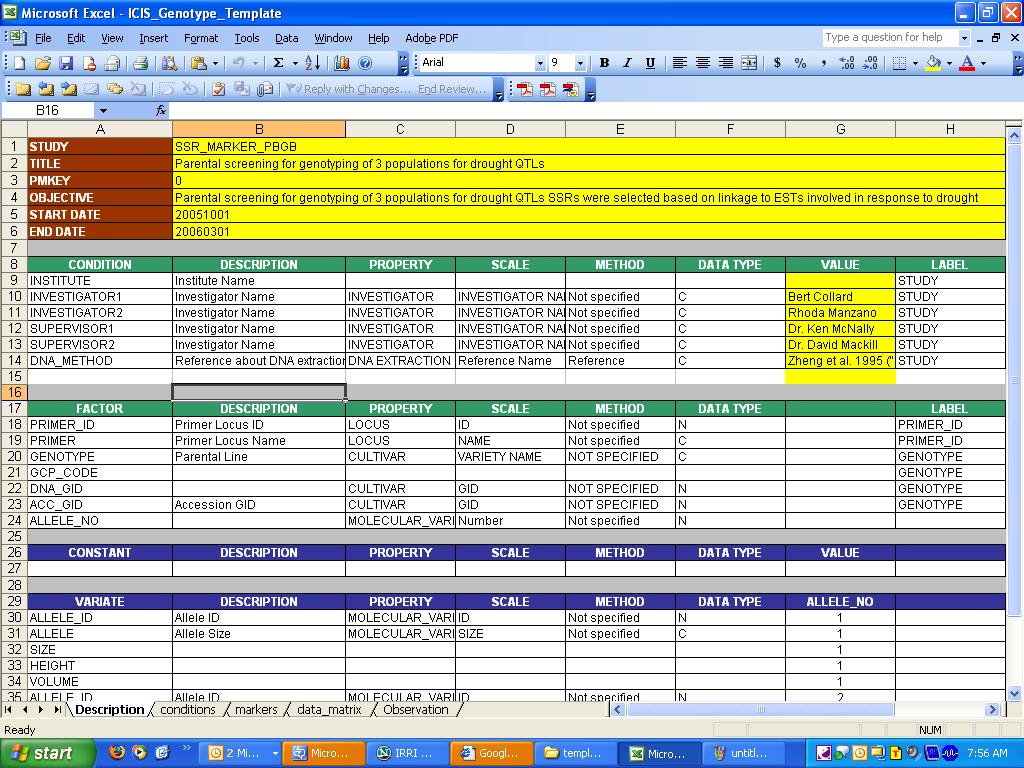 Microsoft Excel - ICIS_Genotype_Template
File Edit View Insert Format Tools Data Window Help Adobe PDF Type a question for help
Arial 9 B I U $ % ,
Reply with Changes... End Review...
B16 fx
A B C D E F G H
1 STUDY SSR_MARKER_PBGB
2 TITLE Parental screening for genotyping of 3 populations for drought QTLs
3 PMKEY 0
4 OBJECTIVE Parental screening for genotyping of 3 populations for drought QTLs SSRs were selected based on linkage to ESTs involved in response to drought
5 START DATE 20051001
6 END DATE 20060301
7
8 CONDITION DESCRIPTION PROPERTY SCALE METHOD DATA TYPE VALUE LABEL
9 INSTITUTE Institute Name STUDY
10 INVESTIGATOR1 Investigator Name INVESTIGATOR INVESTIGATOR NA Not specified C Bert Collard STUDY
11 INVESTIGATOR2 Investigator Name INVESTIGATOR INVESTIGATOR NA Not specified C Rhoda Manzano STUDY
12 SUPERVISOR1 Investigator Name INVESTIGATOR INVESTIGATOR NA Not specified C Dr. Ken McNally STUDY
13 SUPERVISOR2 Investigator Name INVESTIGATOR INVESTIGATOR NA Not specified C Dr. David Mackill STUDY
14 DNA_METHOD Reference about DNA extraction DNA EXTRACTION Reference Name Reference C Zheng et al. 1995 (" STUDY
15
16
17 FACTOR DESCRIPTION PROPERTY SCALE METHOD DATA TYPE LABEL
18 PRIMER_ID Primer Locus ID LOCUS ID Not specified N PRIMER_ID
19 PRIMER Primer Locus Name LOCUS NAME Not specified C PRIMER_ID
20 GENOTYPE Parental Line CULTIVAR VARIETY NAME NOT SPECIFIED C GENOTYPE
21 GCP_CODE GENOTYPE
22 DNA_GID CULTIVAR GID NOT SPECIFIED N GENOTYPE
23 ACC_GID Accession GID CULTIVAR GID NOT SPECIFIED N GENOTYPE
24 ALLELE_NO MOLECULAR_VARI Number Not specified N
25
26 CONSTANT DESCRIPTION PROPERTY SCALE METHOD DATA TYPE VALUE
27
28
29 VARIATE DESCRIPTION PROPERTY SCALE METHOD DATA TYPE ALLELE_NO
30 ALLELE_ID Allele ID MOLECULAR_VARI ID Not specified N 1
31 ALLELE Allele Size MOLECULAR_VARI SIZE Not specified C 1
32 SIZE 1
33 HEIGHT 1
34 VOLUME 1
35 ALLELE_ID Allele ID MOLECULAR_VARI ID Not specified N 2
Description conditions markers data_matrix Observation
Ready NUM
start 2 Mi... Micro... IRRI ... Googl... templ... Micro... untitl... 7:56 AM